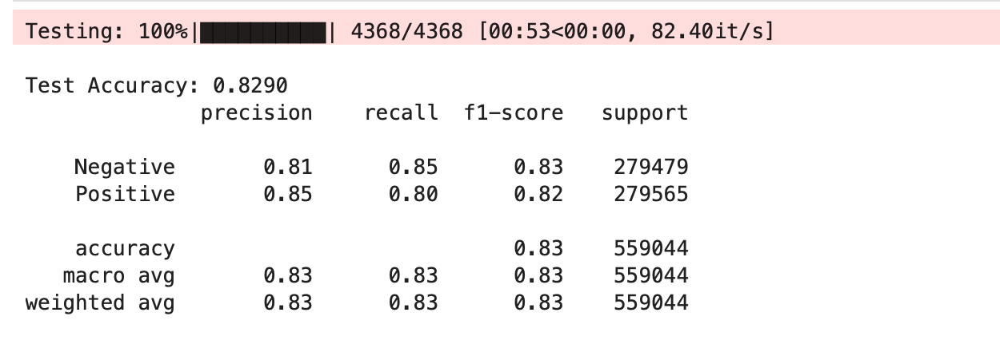 Testing: 100%|██████████| 4368/4368 [00:53<00:00, 82.40it/s]
Test Accuracy: 0.8290
precision recall f1-score support
Negative 0.81 0.85 0.83 279479
Positive 0.85 0.80 0.82 279565
accuracy 0.83 559044
macro avg 0.83 0.83 0.83 559044
weighted avg 0.83 0.83 0.83 559044